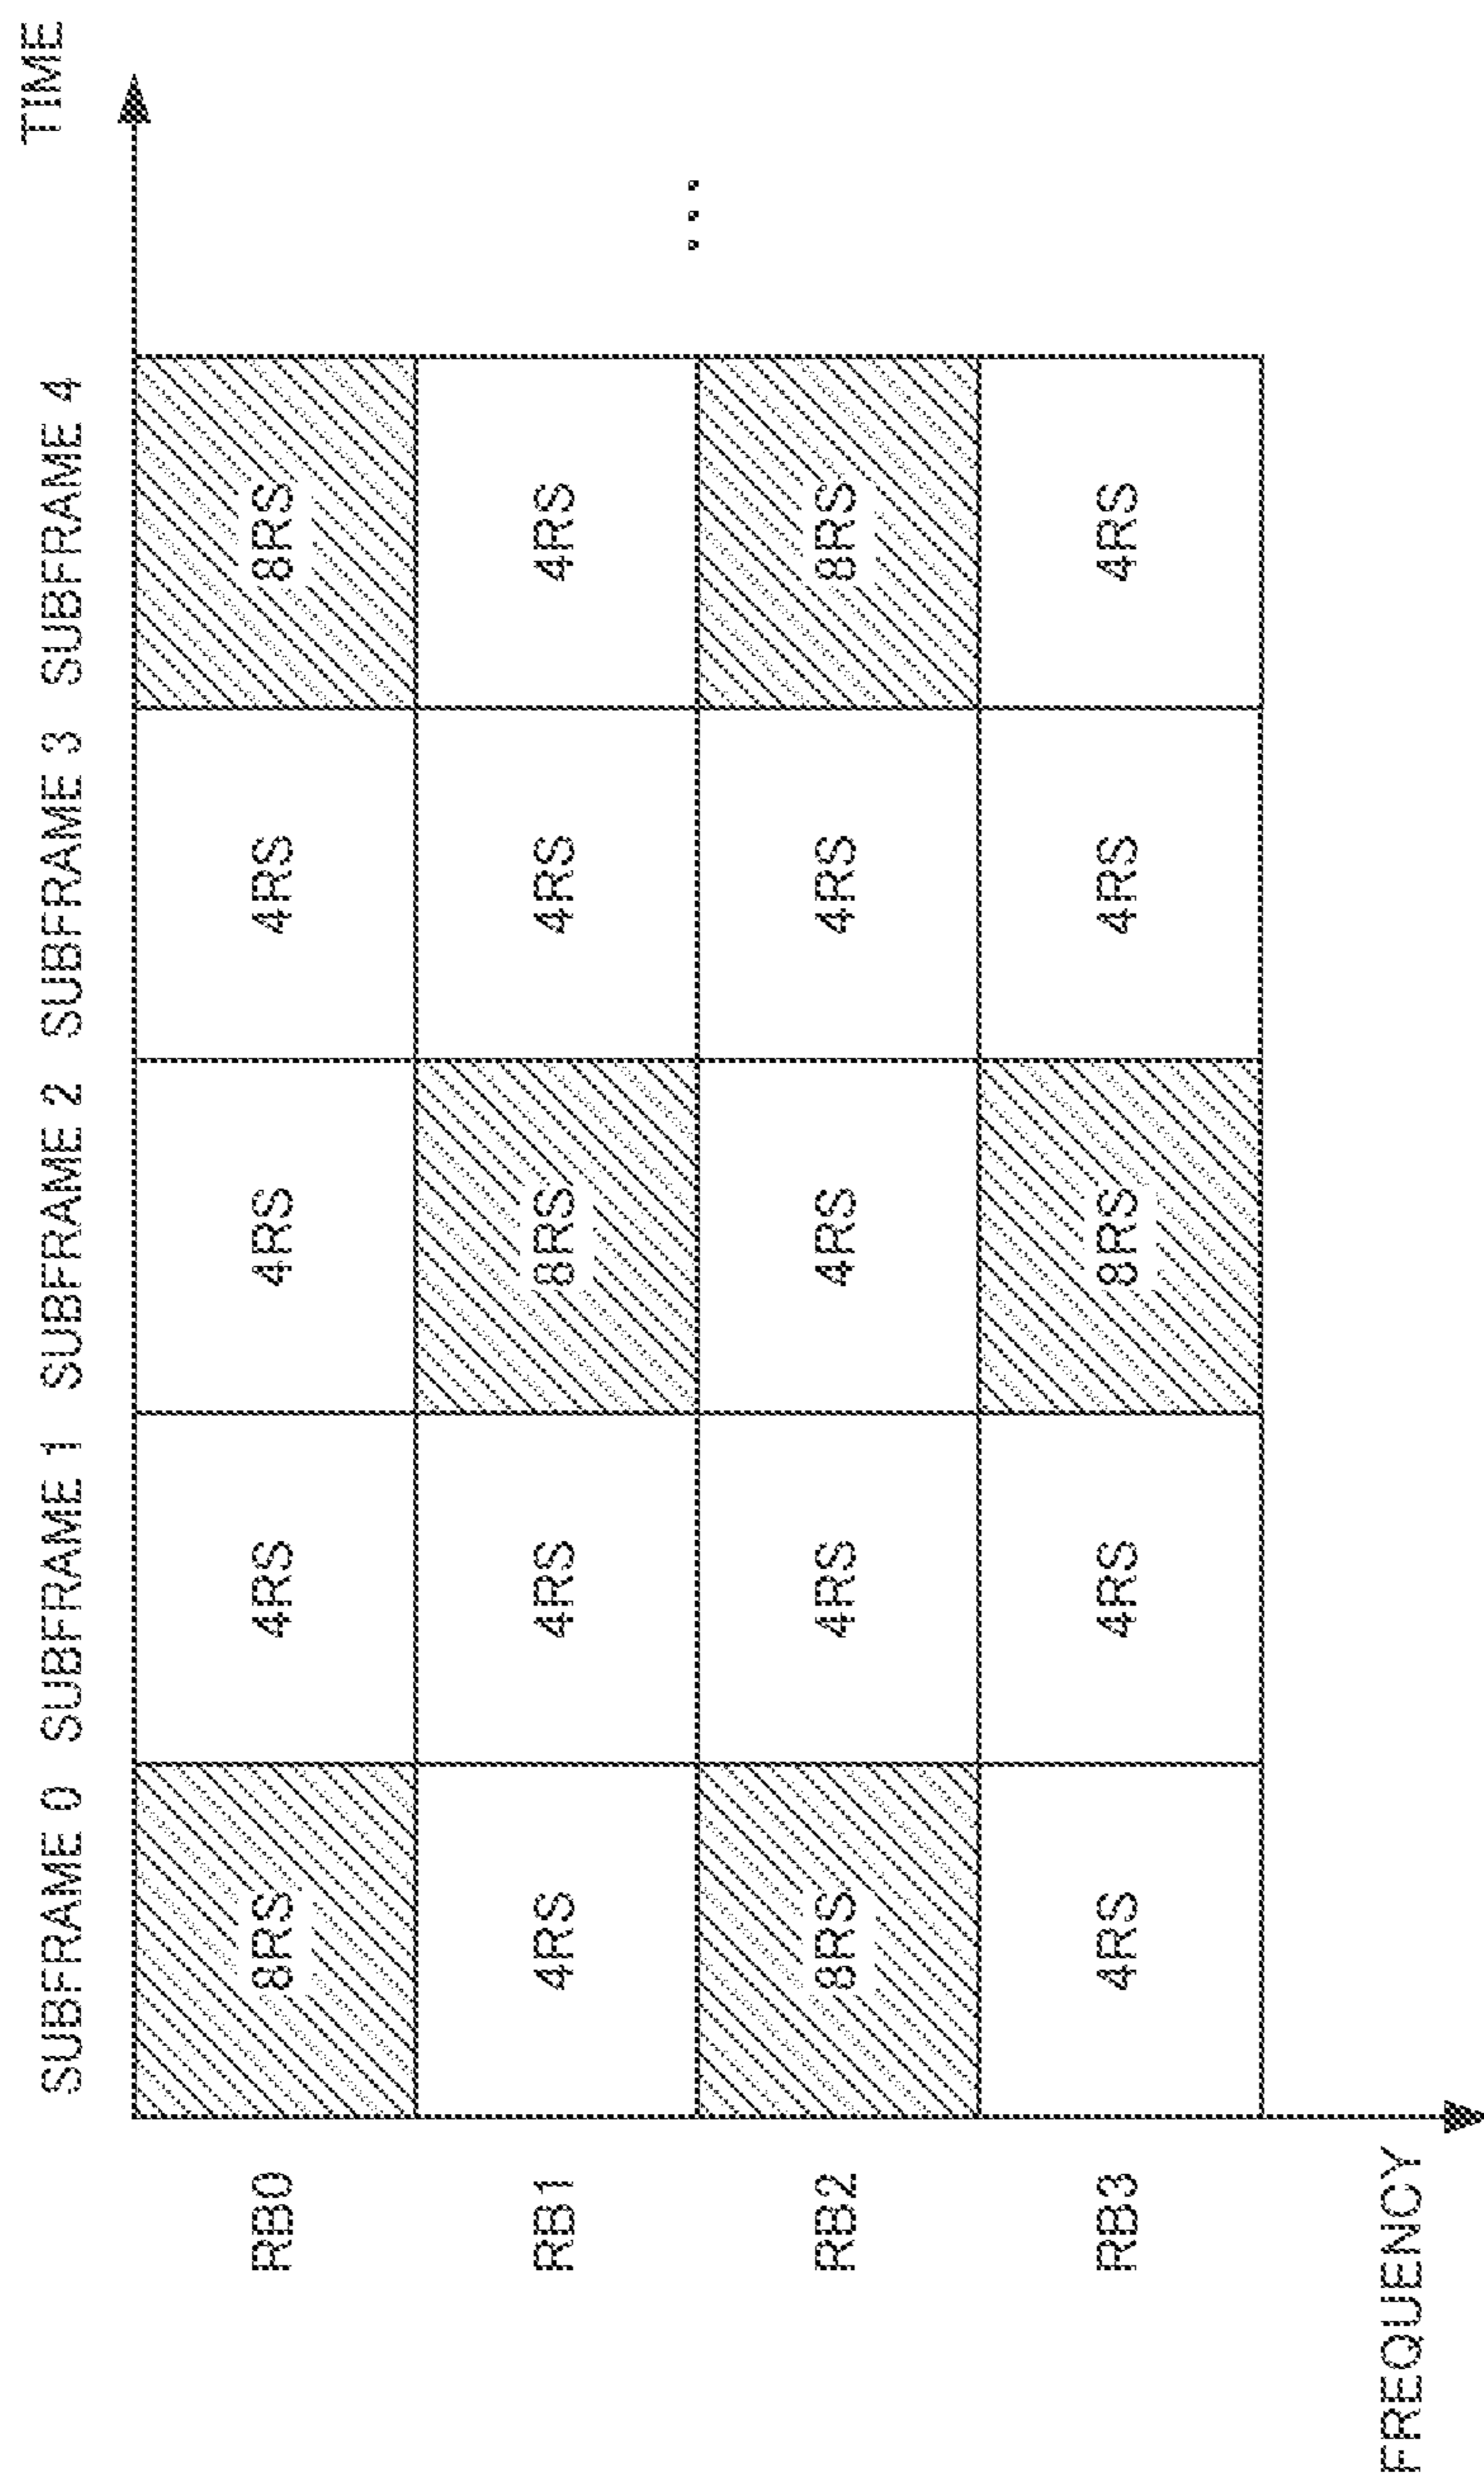 TIME
SUBFRAME 0 SUBFRAME 1 SUBFRAME 2 SUBFRAME 3 SUBFRAME 4
RB0 8RS 4RS 4RS 4RS 8RS
RB1 4RS 4RS 8RS 4RS 4RS
...
RB2 8RS 4RS 4RS 4RS 8RS
RB3 4RS 4RS 8RS 4RS 4RS
FREQUENCY